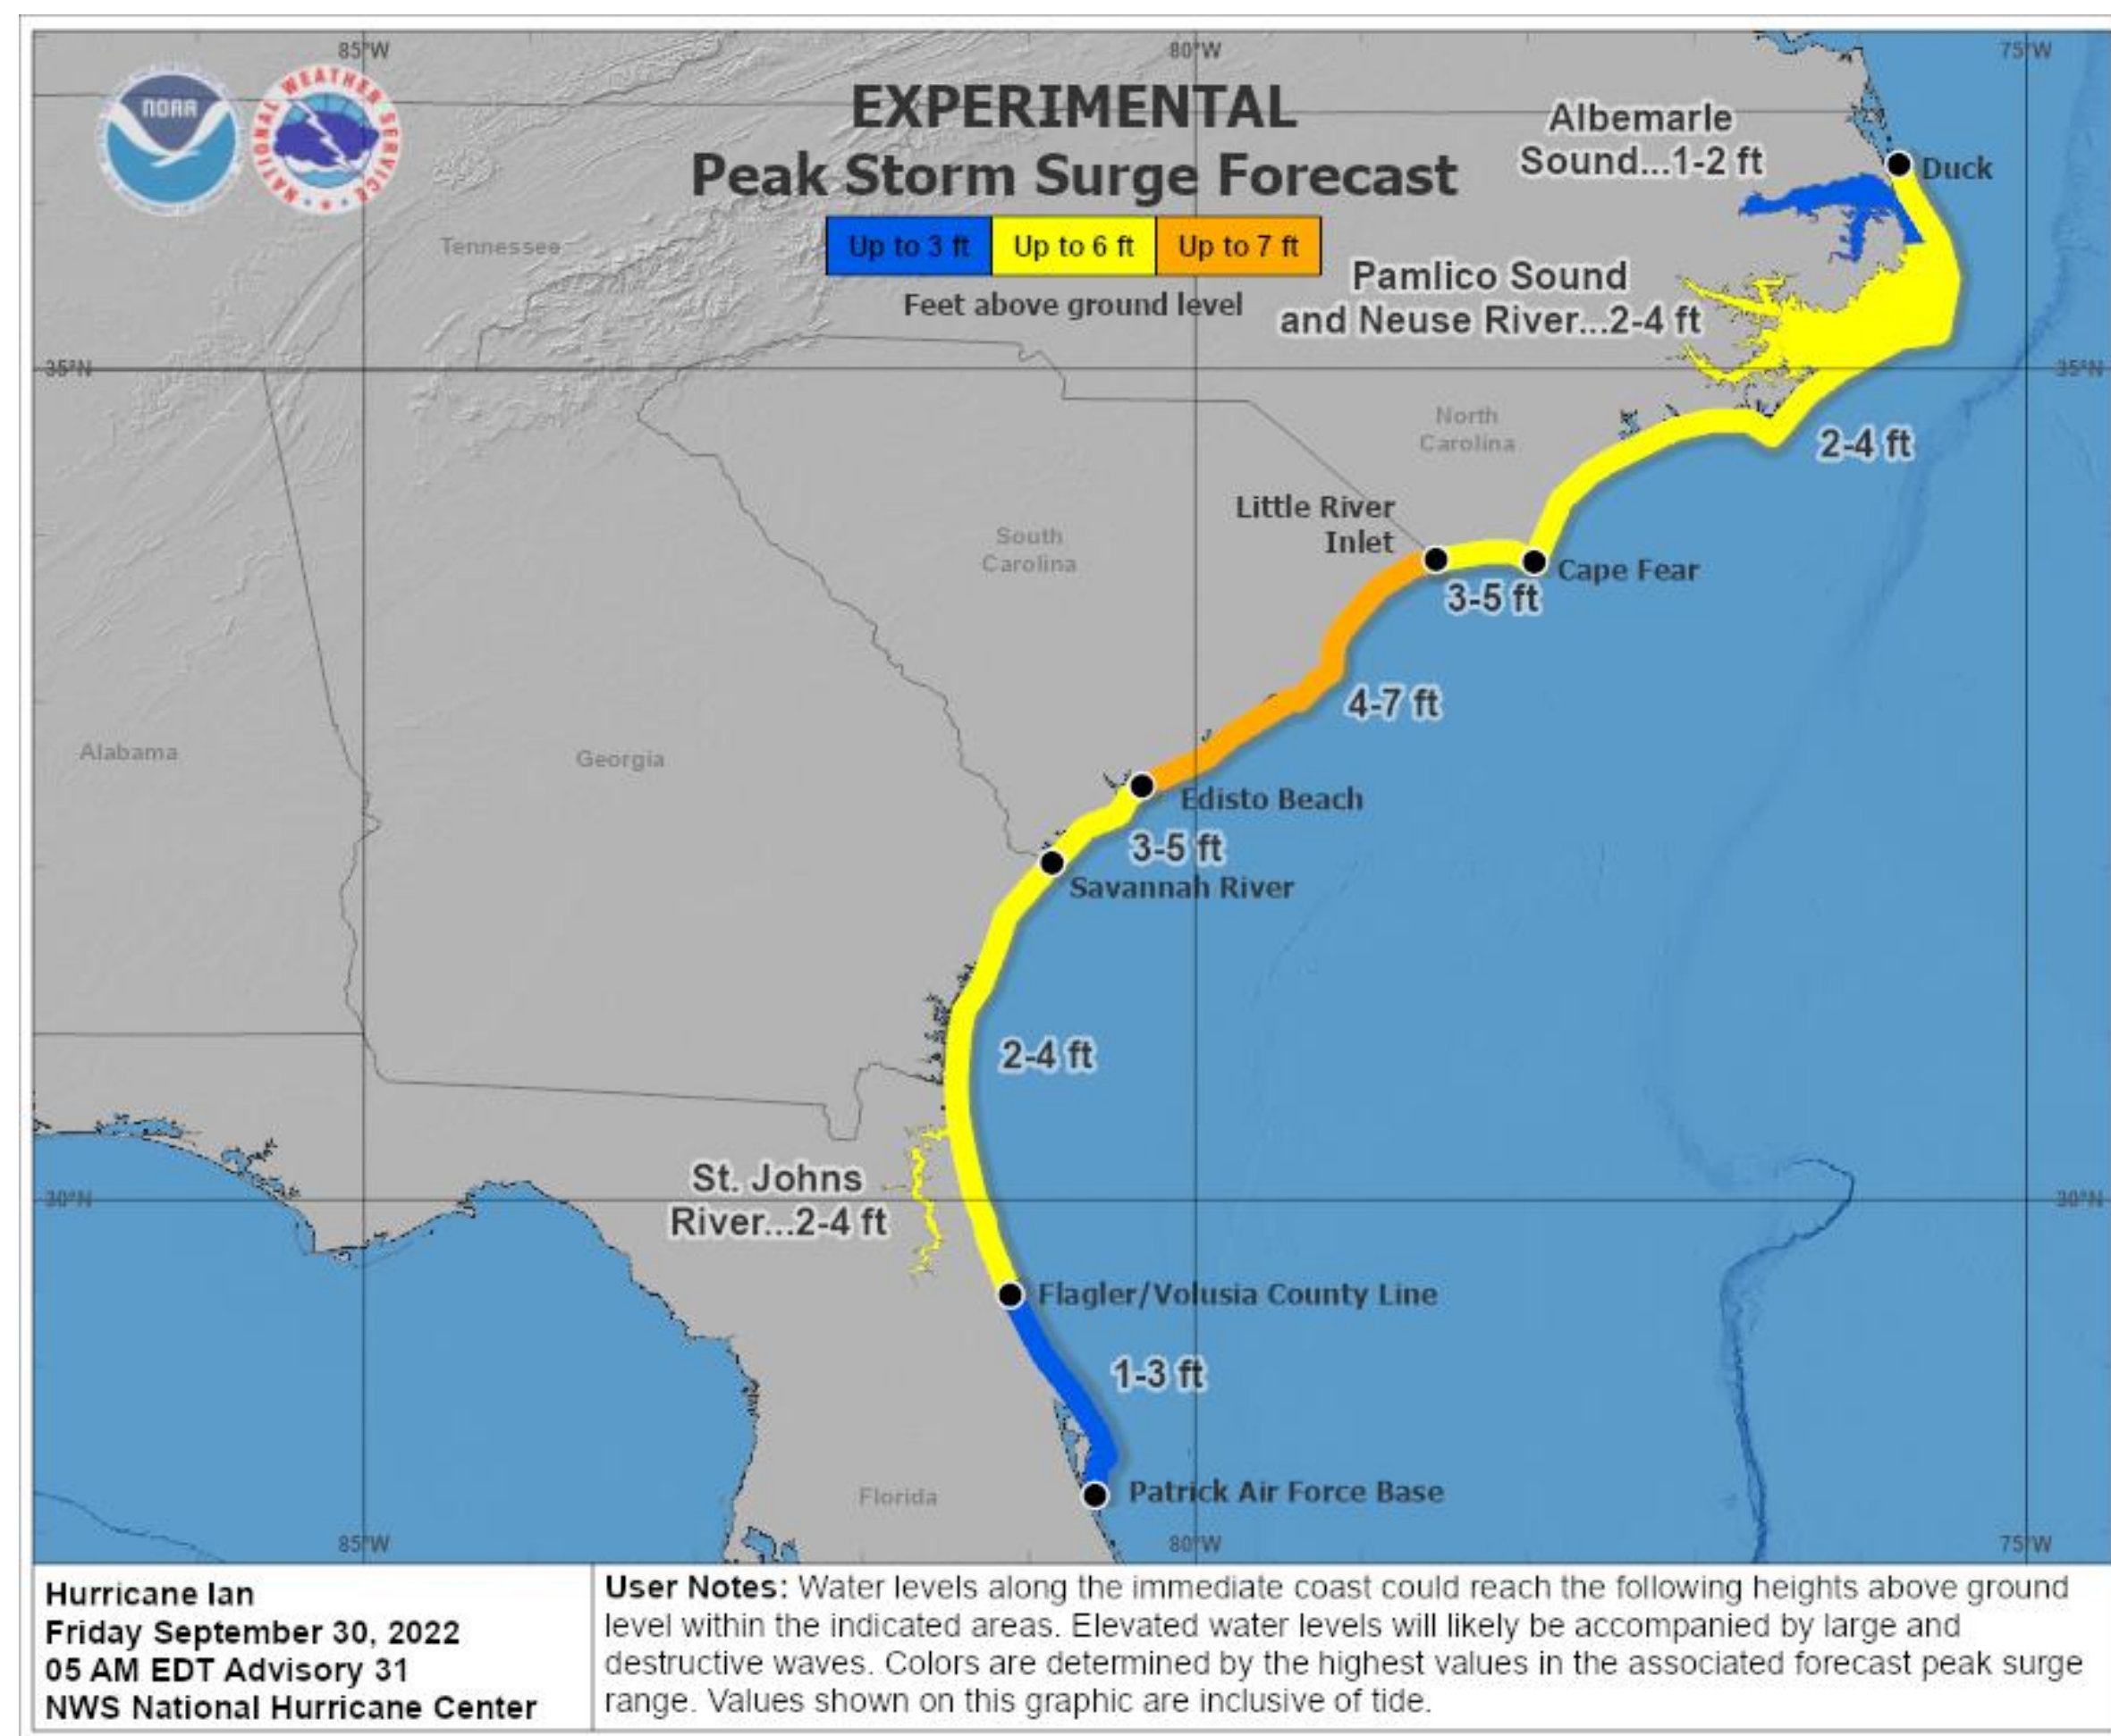 85°W
80°W
75°W
NOAA
NATIONAL WEATHER SERVICE
EXPERIMENTAL
Peak Storm Surge Forecast
Up to 3 ft
Up to 6 ft
Up to 7 ft
Feet above ground level
Albemarle
Sound...1-2 ft
Duck
Tennessee
Pamlico Sound
and Neuse River...2-4 ft
35°N
35°N
North
Carolina
2-4 ft
Little River
Inlet
South
Carolina
Cape Fear
3-5 ft
4-7 ft
Alabama
Georgia
Edisto Beach
3-5 ft
Savannah River
2-4 ft
St. Johns
River...2-4 ft
30°N
30°N
Flagler/Volusia County Line
1-3 ft
Florida
Patrick Air Force Base
85°W
80°W
75°W
Hurricane Ian
Friday September 30, 2022
05 AM EDT Advisory 31
NWS National Hurricane Center
User Notes: Water levels along the immediate coast could reach the following heights above ground
level within the indicated areas. Elevated water levels will likely be accompanied by large and
destructive waves. Colors are determined by the highest values in the associated forecast peak surge
range. Values shown on this graphic are inclusive of tide.